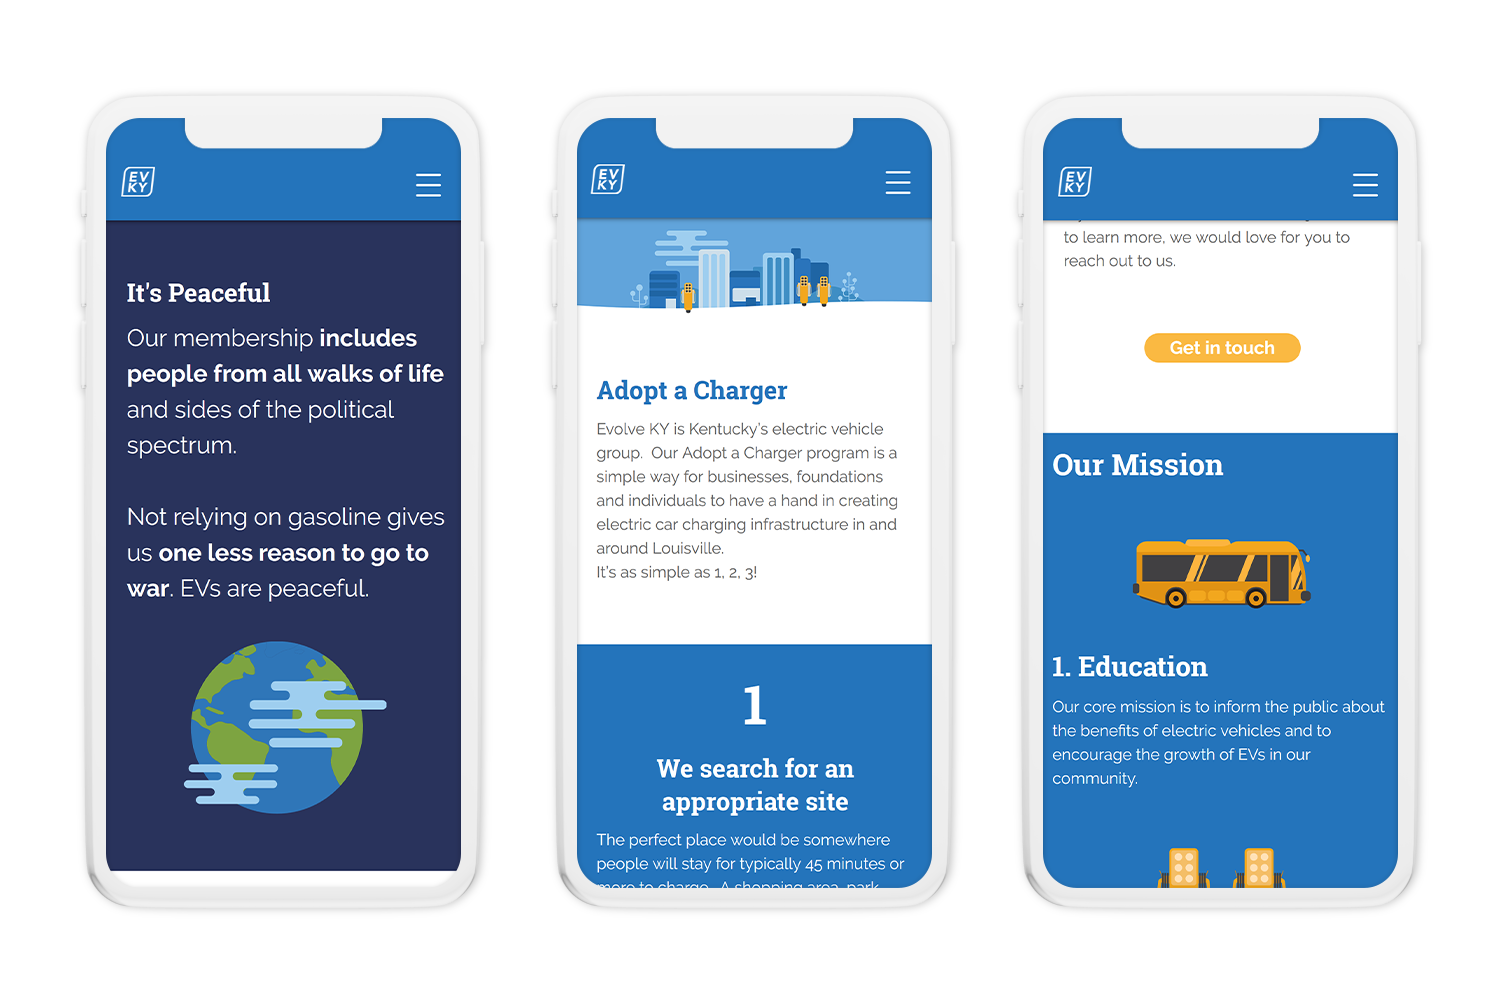 EV
KY
It's Peaceful
Our membership includes
people from all walks of life
and sides of the political
spectrum.
Not relying on gasoline gives
us one less reason to go to
war. EVs are peaceful.
EV
KY
Adopt a Charger
Evolve KY is Kentucky's electric vehicle
group. Our Adopt a Charger program is a
simple way for businesses, foundations
and individuals to have a hand in creating
electric car charging infrastructure in and
around Louisville.
It's as simple as 1, 2, 3!
1
We search for an
appropriate site
The perfect place would be somewhere
people will stay for typically 45 minutes or
more to charge. A shopping area, park,
EV
KY
to learn more, we would love for you to
reach out to us.
Get in touch
Our Mission
1. Education
Our core mission is to inform the public about
the benefits of electric vehicles and to
encourage the growth of EVs in our
community.